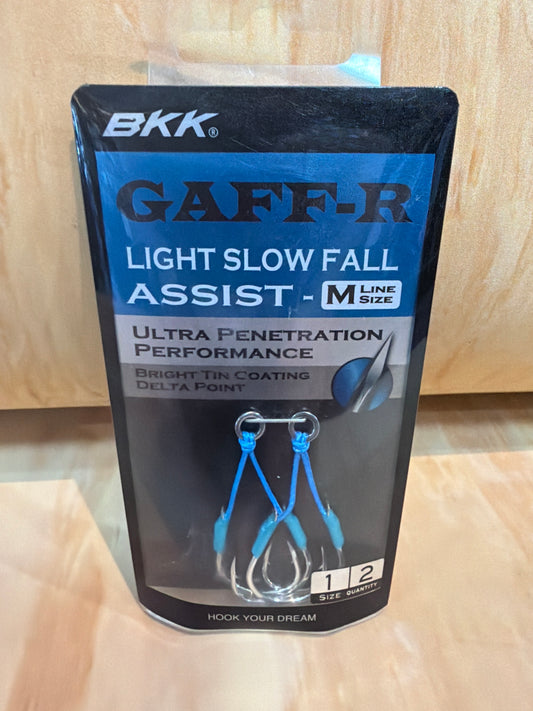 BKK®
GAFF-R
LIGHT SLOW FALL
ASSIST - M LINE SIZE
ULTRA PENETRATION
PERFORMANCE
BRIGHT TIN COATING
DELTA POINT
1 2
SIZE QUANTITY
HOOK YOUR DREAM